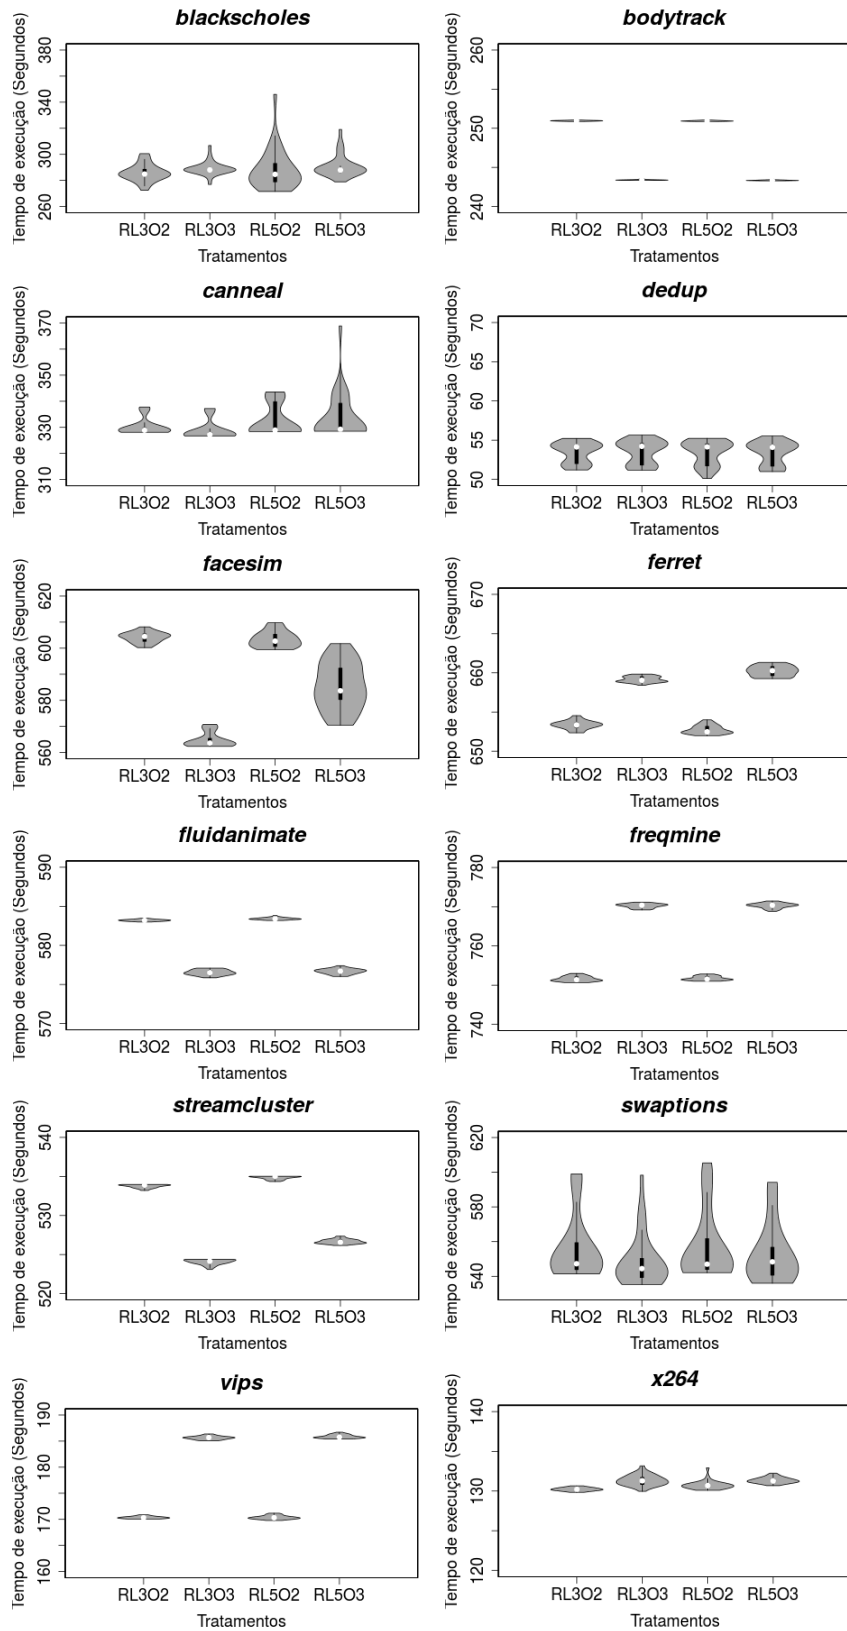 blackscholes
Tempo de execução (Segundos)
380
340
300
260
RL3O2 RL3O3 RL5O2 RL5O3
Tratamentos
bodytrack
Tempo de execução (Segundos)
260
250
240
RL3O2 RL3O3 RL5O2 RL5O3
Tratamentos
canneal
Tempo de execução (Segundos)
370
350
330
310
RL3O2 RL3O3 RL5O2 RL5O3
Tratamentos
dedup
Tempo de execução (Segundos)
70
65
60
55
50
RL3O2 RL3O3 RL5O2 RL5O3
Tratamentos
facesim
Tempo de execução (Segundos)
620
600
580
560
RL3O2 RL3O3 RL5O2 RL5O3
Tratamentos
ferret
Tempo de execução (Segundos)
670
660
650
RL3O2 RL3O3 RL5O2 RL5O3
Tratamentos
fluidanimate
Tempo de execução (Segundos)
590
580
570
RL3O2 RL3O3 RL5O2 RL5O3
Tratamentos
freqmine
Tempo de execução (Segundos)
780
760
740
RL3O2 RL3O3 RL5O2 RL5O3
Tratamentos
streamcluster
Tempo de execução (Segundos)
540
530
520
RL3O2 RL3O3 RL5O2 RL5O3
Tratamentos
swaptions
Tempo de execução (Segundos)
620
580
540
RL3O2 RL3O3 RL5O2 RL5O3
Tratamentos
vips
Tempo de execução (Segundos)
190
180
170
160
RL3O2 RL3O3 RL5O2 RL5O3
Tratamentos
x264
Tempo de execução (Segundos)
140
130
120
RL3O2 RL3O3 RL5O2 RL5O3
Tratamentos